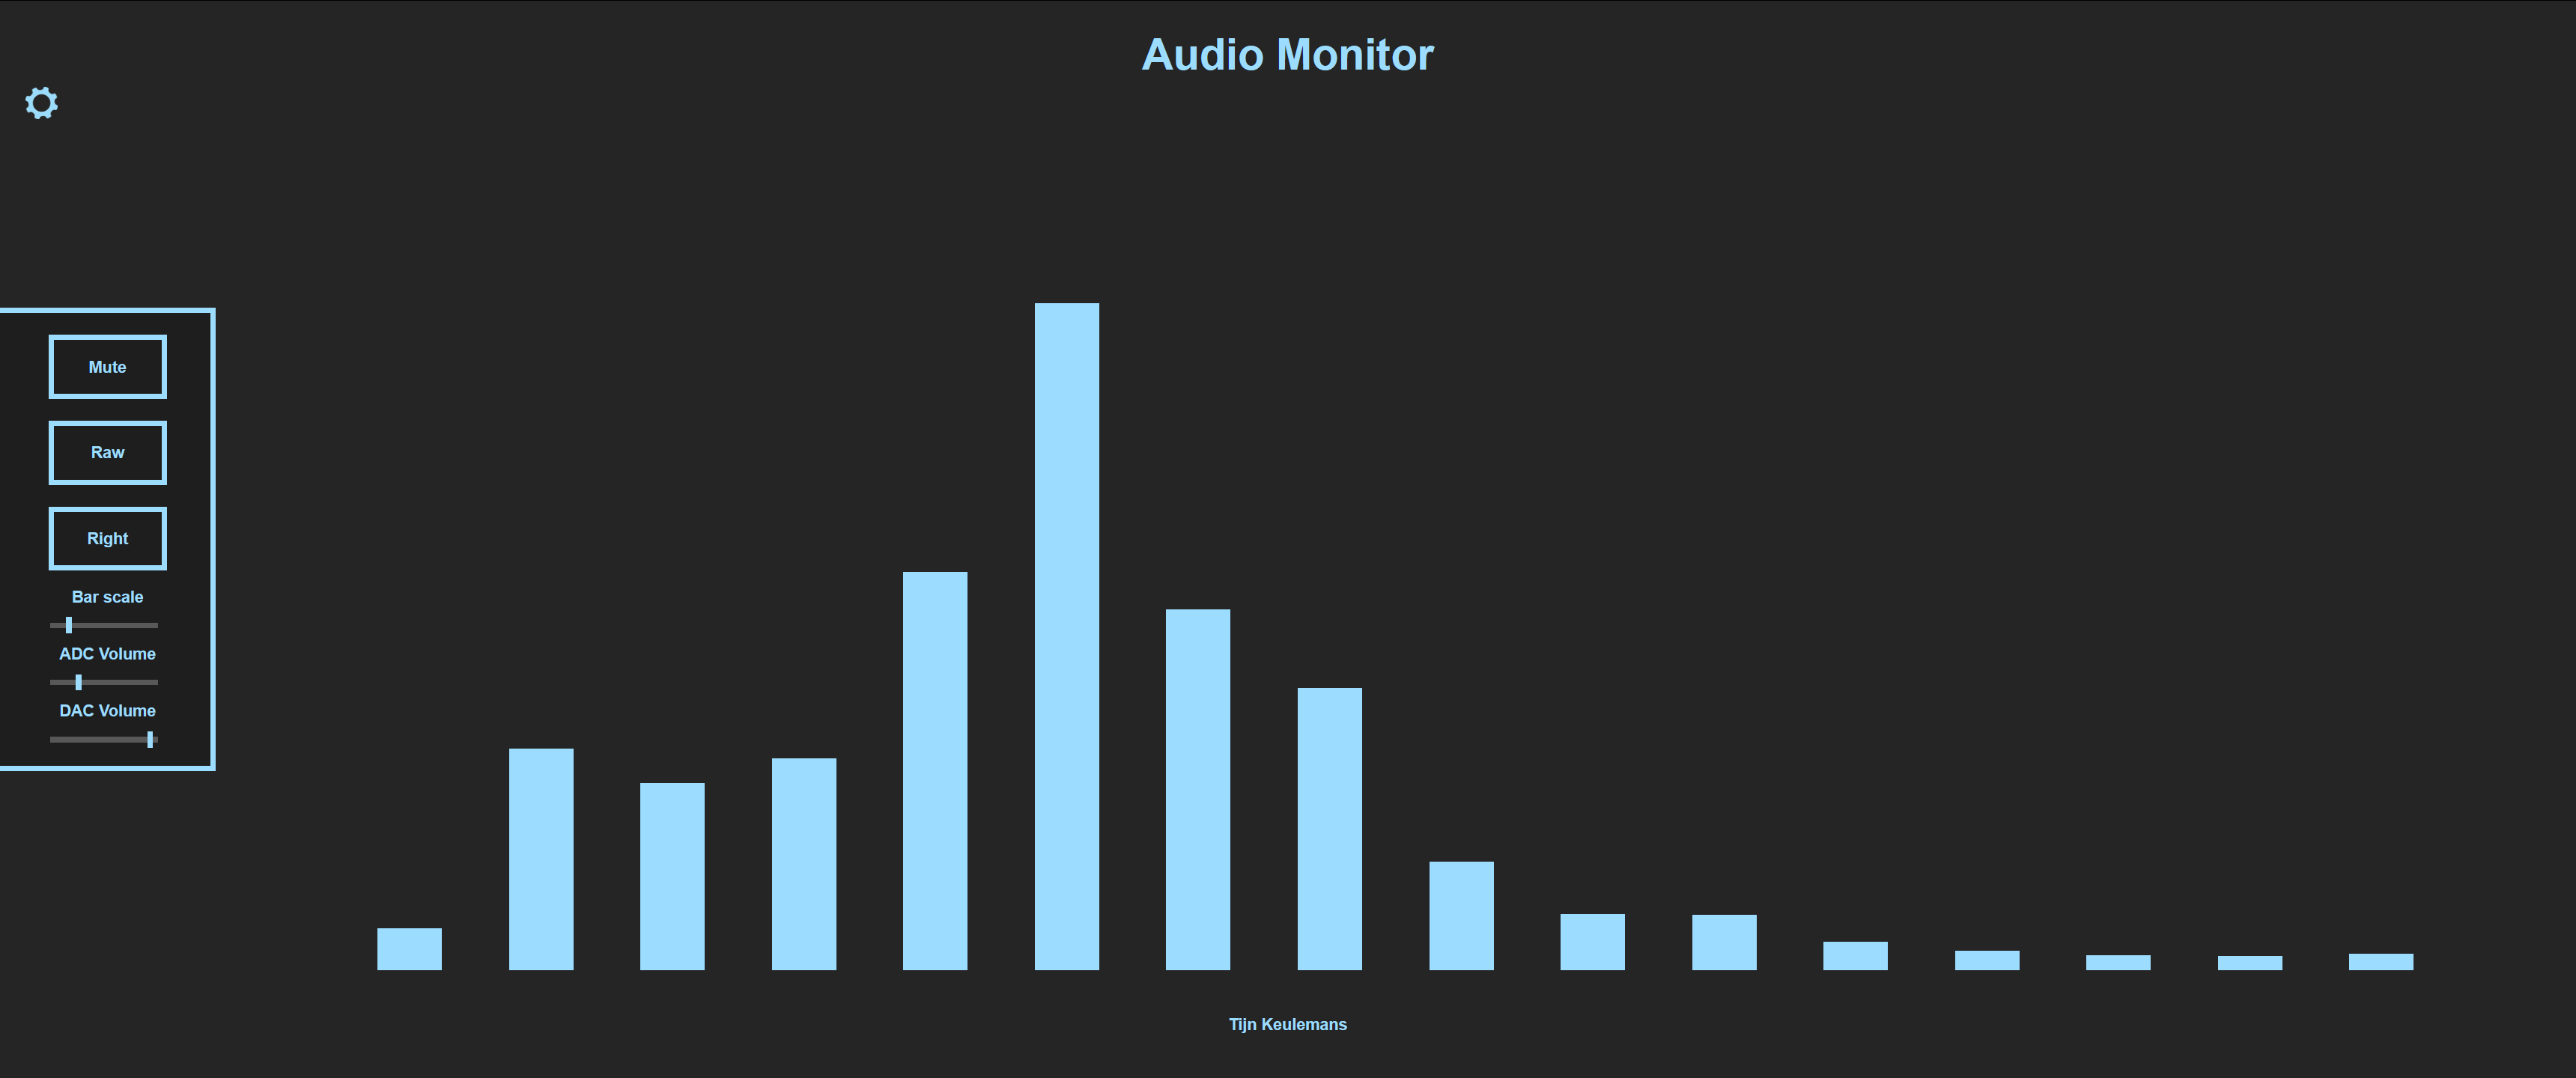 Audio Monitor
Mute
Raw
Right
Bar scale
ADC Volume
DAC Volume
Tijn Keulemans